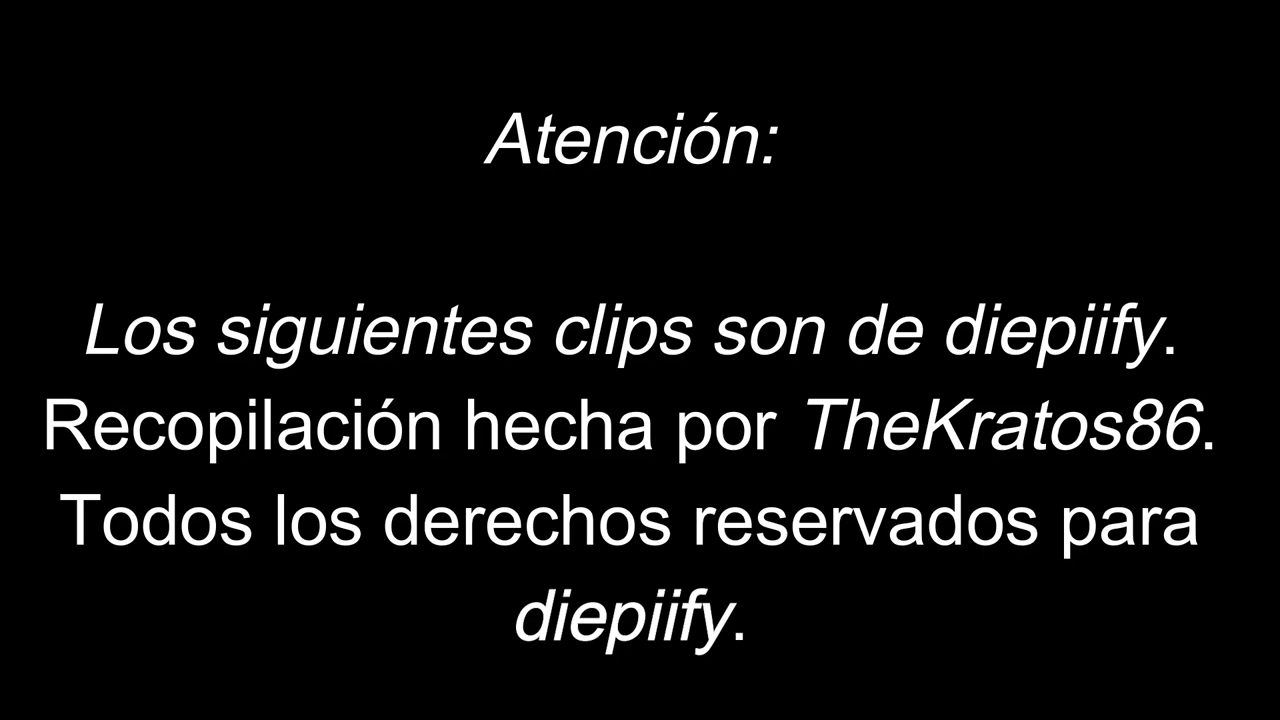 Atención:
Los siguientes clips son de diepiify.
Recopilación hecha por TheKratos86.
Todos los derechos reservados para
diepiify.